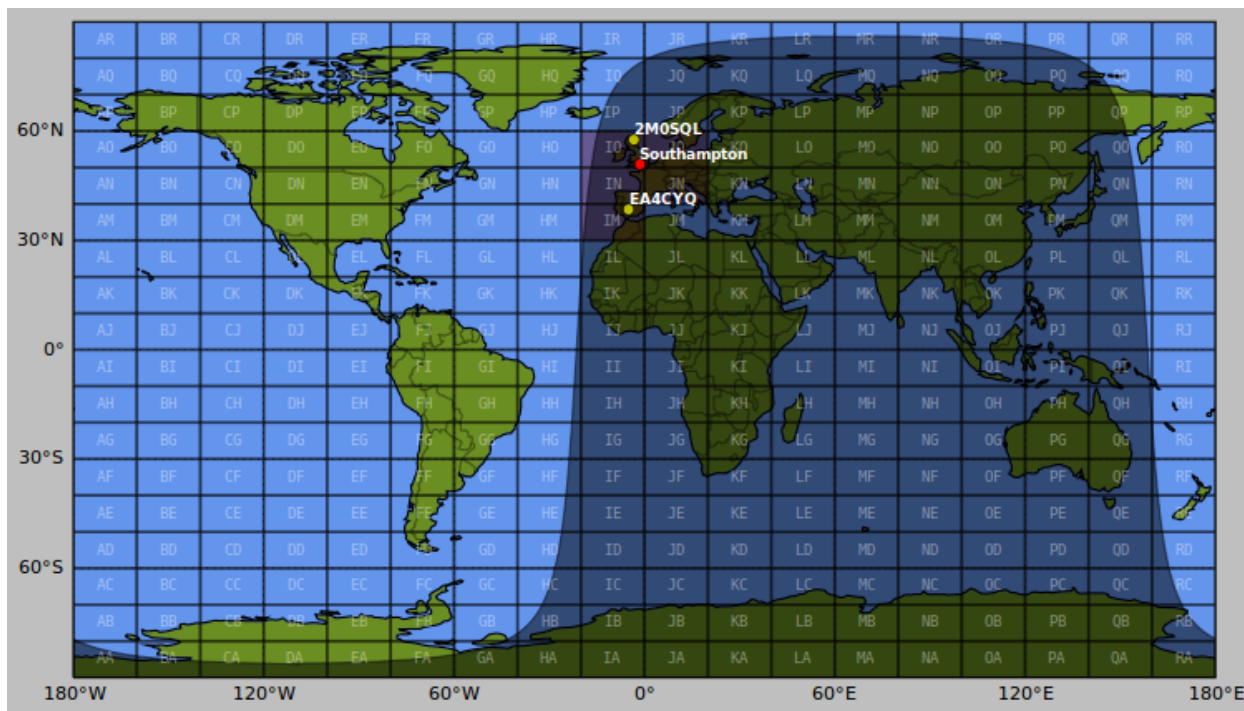 AR BR CR DR ER FR GR HR IR JR KR LR MR NR OR PR QR RR
AQ BQ CQ DQ EQ FQ GQ HQ IQ JQ KQ LQ MQ NQ OQ PQ QQ RQ
AP BP CP DP EP FP GP HP IP JP KP LP MP NP OP PP QP RP
60°N
2M0SQL
AO BO CO DO EO FO GO HO IO JO KO LO MO NO OO PO QO RO
Southampton
AN BN CN DN EN FN GN HN IN JN KN LN MN NN ON PN QN RN
EA4CYQ
AM BM CM DM EM FM GM HM IM JM KM LM MM NM OM PM QM RM
30°N
AL BL CL DL EL FL GL HL IL JL KL LL ML NL OL PL QL RL
AK BK CK DK EK FK GK HK IK JK KK LK MK NK OK PK QK RK
AJ BJ CJ DJ EJ FJ GJ HJ IJ JJ KJ LJ MJ NJ OJ PJ QJ RJ
0°
AI BI CI DI EI FI GI HI II JI KI LI MI NI OI PI QI RI
AH BH CH DH EH FH GH HH IH JH KH LH MH NH OH PH QH RH
AG BG CG DG EG FG GG HG IG JG KG LG MG NG OG PG QG RG
30°S
AF BF CF DF EF FF GF HF IF JF KF LF MF NF OF PF QF RF
AE BE CE DE EE FE GE HE IE JE KE LE ME NE OE PE QE RE
AD BD CD DD ED FD GD HD ID JD KD LD MD ND OD PD QD RD
60°S
AC BC CC DC EC FC GC HC IC JC KC LC MC NC OC PC QC RC
AB BB CB DB EB FB GB HB IB JB KB LB MB NB OB PB QB RB
AA BA CA DA EA FA GA HA IA JA KA LA MA NA OA PA QA RA
180°W 120°W 60°W 0° 60°E 120°E 180°E